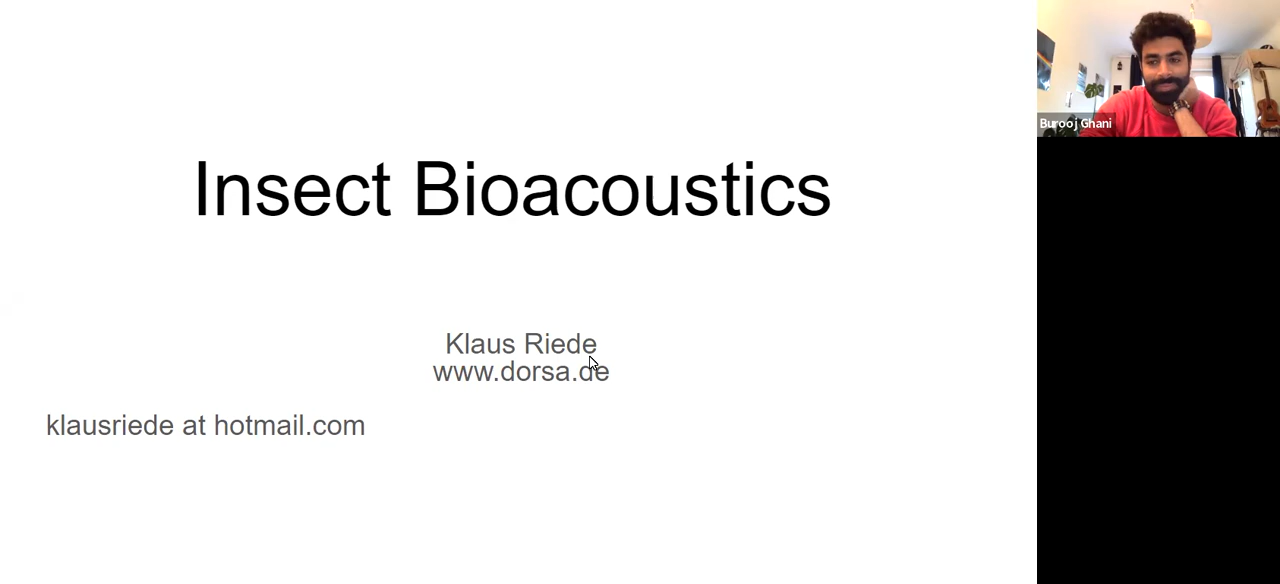 Insect Bioacoustics
Klaus Riede
www.dorsa.de
klausriede at hotmail.com
Burooj Ghani